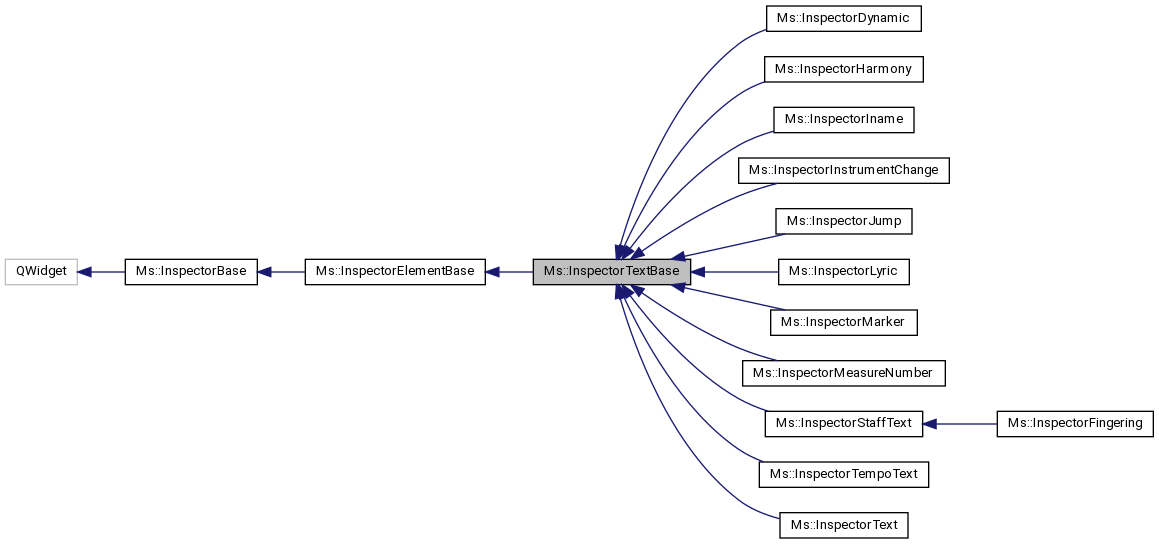 Ms::InspectorDynamic
Ms::InspectorHarmony
Ms::InspectorIname
Ms::InspectorInstrumentChange
Ms::InspectorJump
QWidget
Ms::InspectorBase
Ms::InspectorElementBase
Ms::InspectorTextBase
Ms::InspectorLyric
Ms::InspectorMarker
Ms::InspectorMeasureNumber
Ms::InspectorStaffText
Ms::InspectorFingering
Ms::InspectorTempoText
Ms::InspectorText